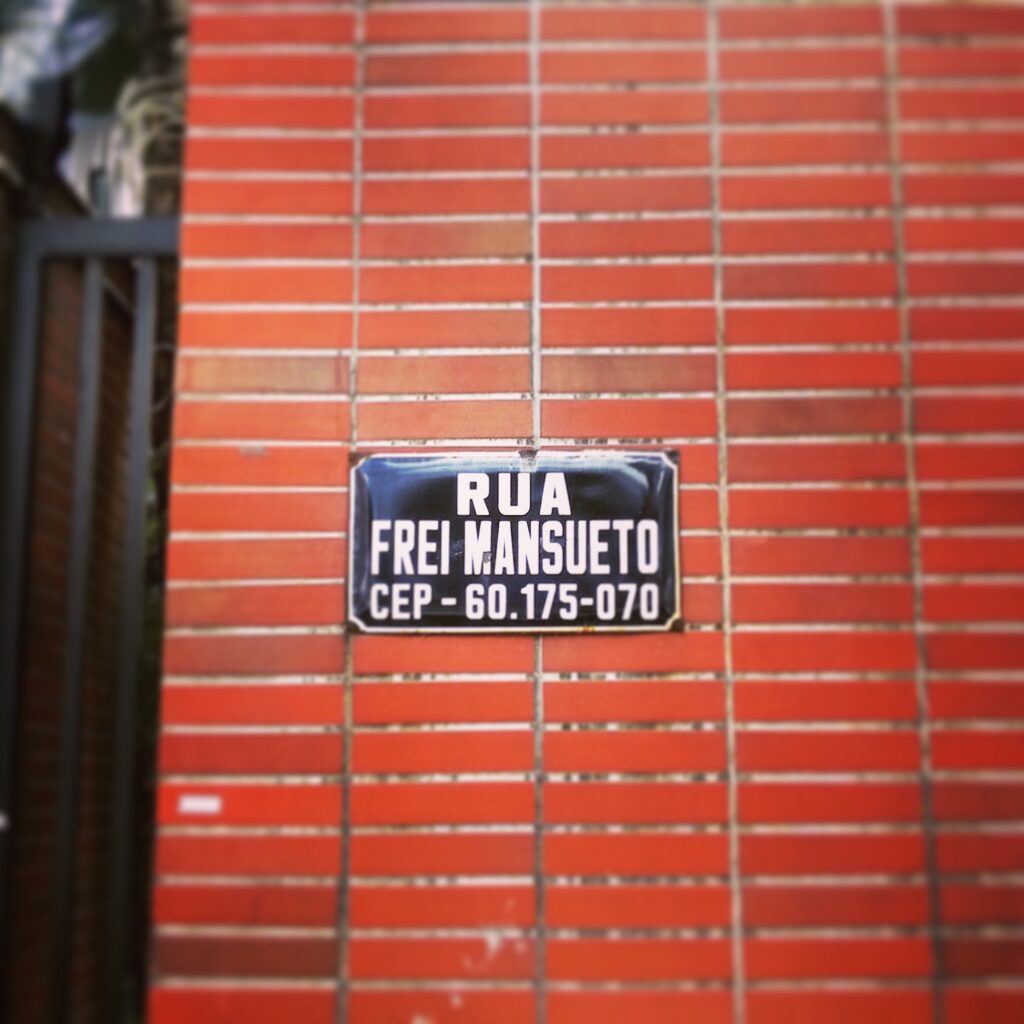 RUA
FREI MANSUETO
CEP - 60.175-070